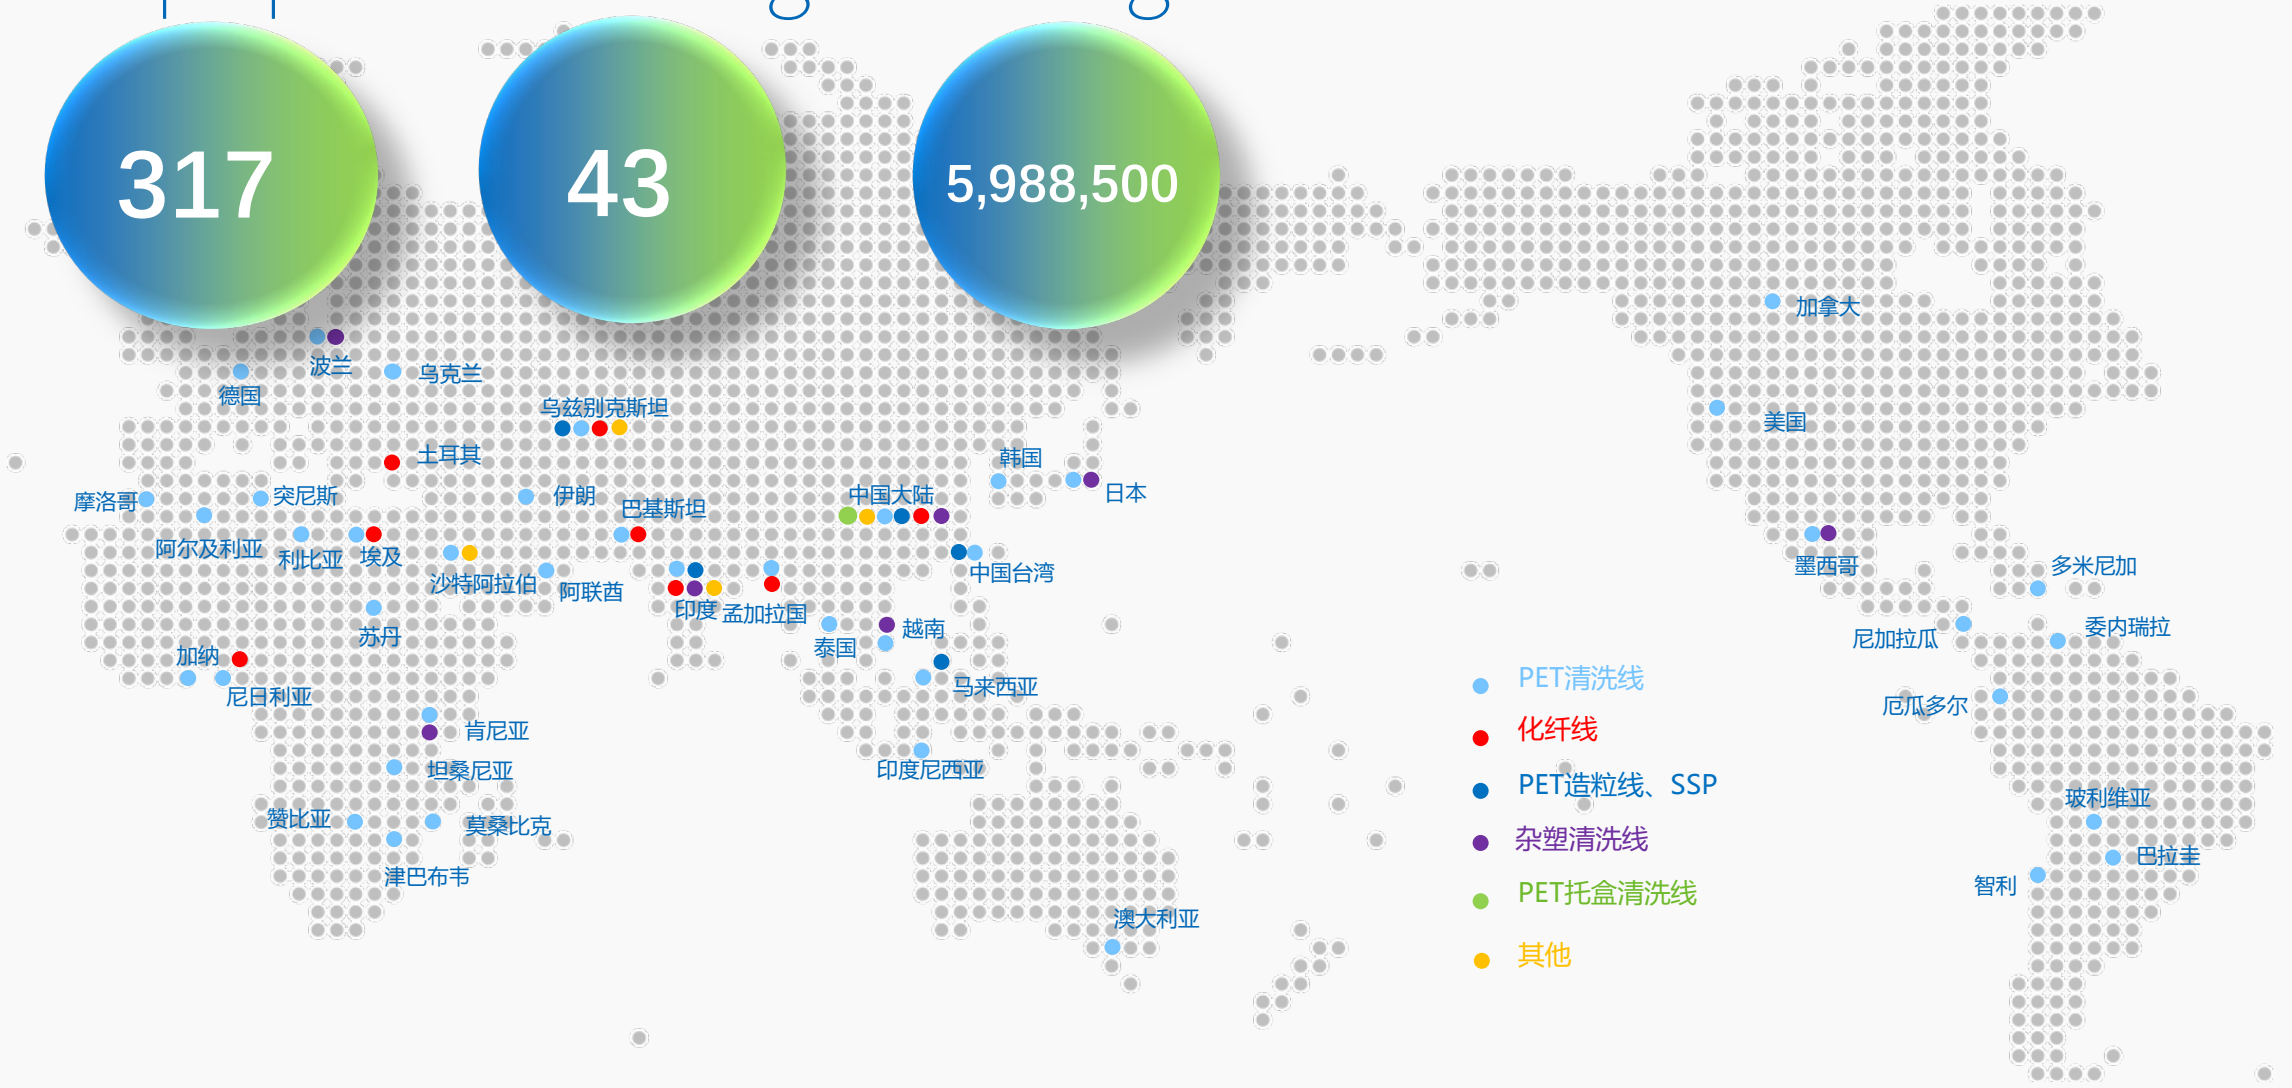 317
43
5,988,500
加拿大
波兰
乌克兰
德国
乌兹别克斯坦
美国
土耳其
韩国
摩洛哥
突尼斯
伊朗
巴基斯坦
中国大陆
日本
阿尔及利亚
利比亚
埃及
沙特阿拉伯
阿联酋
中国台湾
墨西哥
多米尼加
印度
孟加拉国
苏丹
泰国
越南
尼加拉瓜
委内瑞拉
加纳
尼日利亚
马来西亚
厄瓜多尔
肯尼亚
坦桑尼亚
印度尼西亚
赞比亚
莫桑比克
玻利维亚
津巴布韦
巴拉圭
智利
澳大利亚
PET清洗线
化纤线
PET造粒线、SSP
杂塑清洗线
PET托盒清洗线
其他